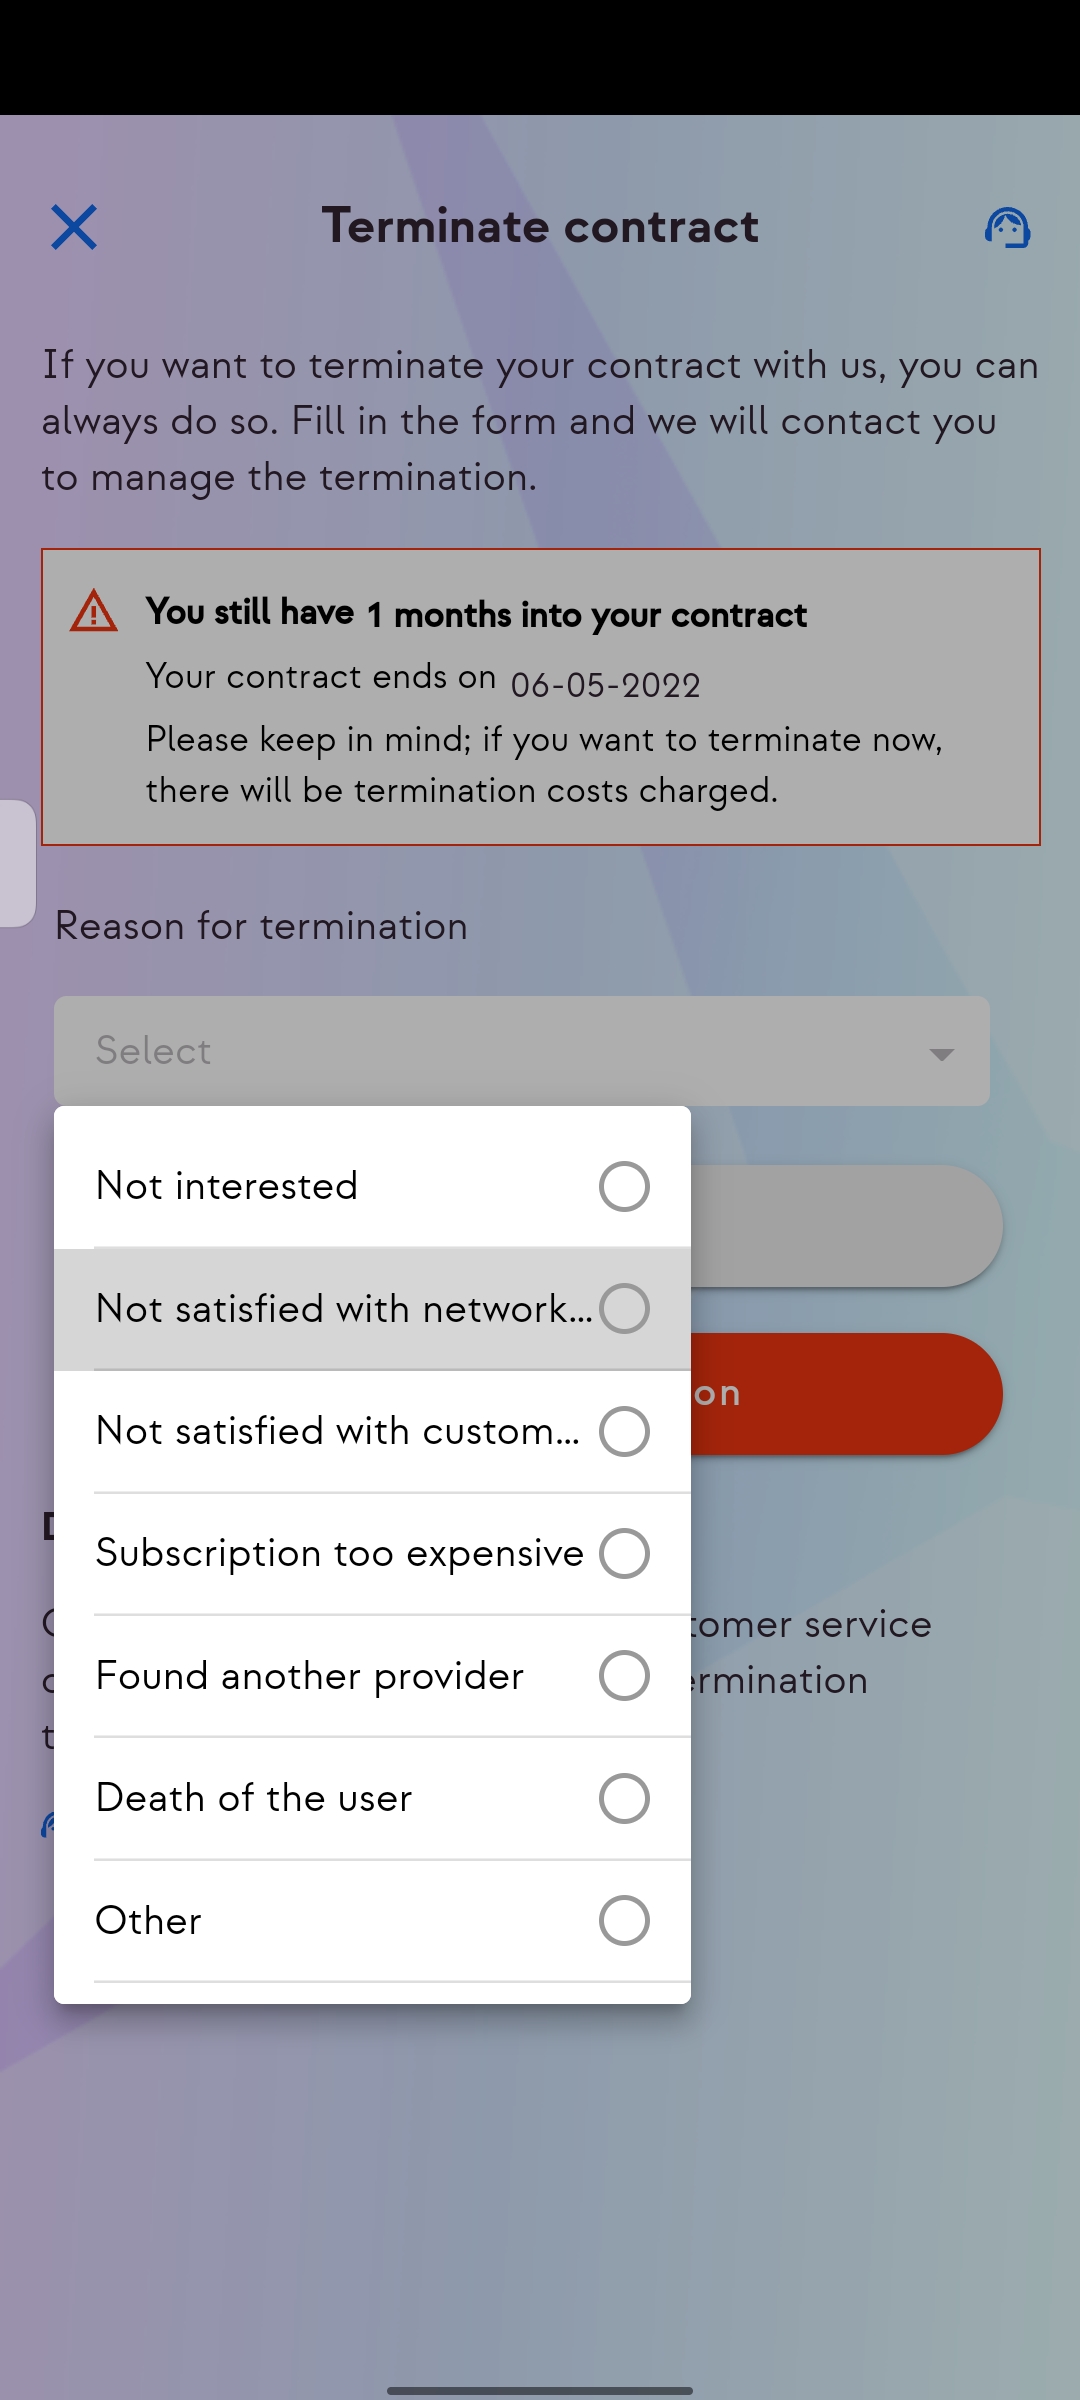 Terminate contract
If you want to terminate your contract with us, you can
always do so. Fill in the form and we will contact you
to manage the termination.
You still have 1 months into your contract
Your contract ends on 06-05-2022
Please keep in mind; if you want to terminate now,
there will be termination costs charged.
Reason for termination
Select
Not interested
Not satisfied with network...
on
Not satisfied with custom...
Subscription too expensive
tomer service
Found another provider
ermination
Death of the user
Other